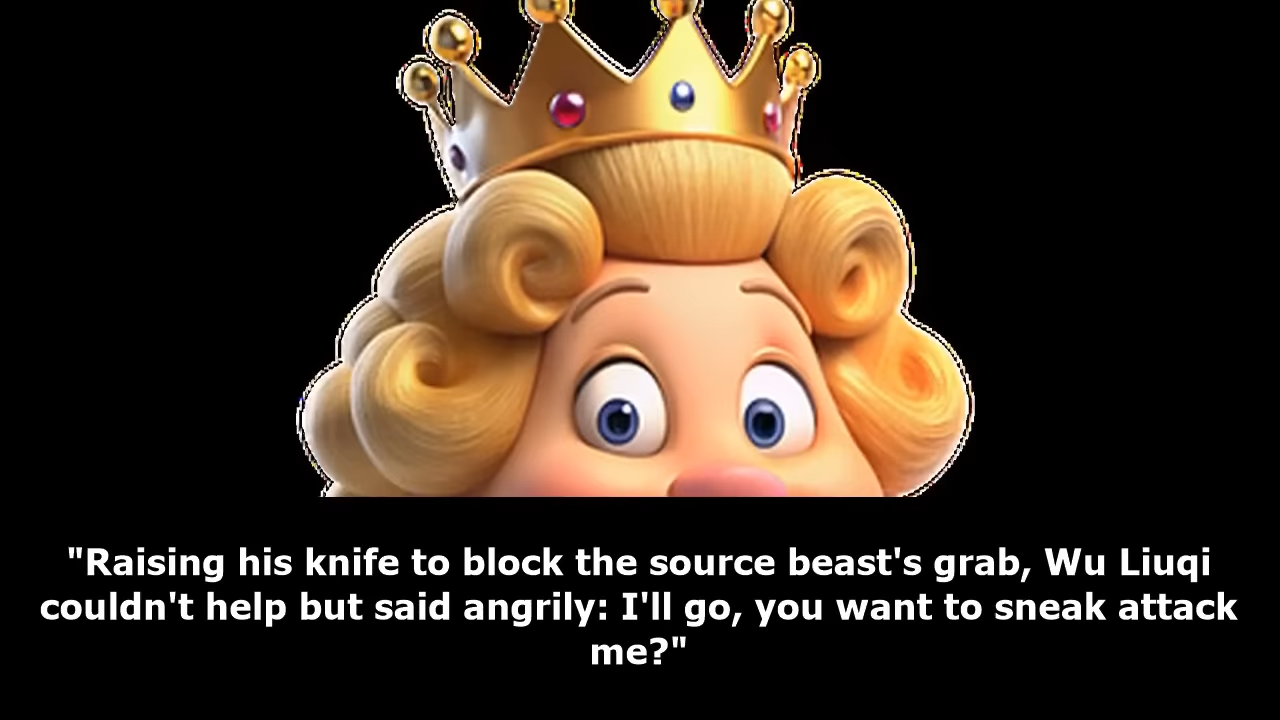 "Raising his knife to block the source beast's grab, Wu Liuqi
couldn't help but said angrily: I'll go, you want to sneak attack
me?"